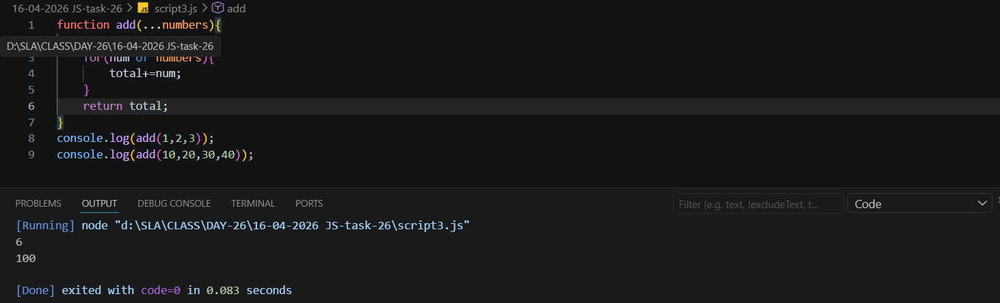 16-04-2026 JS-task-26 > JS script3.js > add
1 function add(...numbers){
D:\SLA\CLASS\DAY-26\16-04-2026 JS-task-26
3 for(num of numbers){
4 total+=num;
5 }
6 return total;
7 }
8 console.log(add(1,2,3));
9 console.log(add(10,20,30,40));
PROBLEMS OUTPUT DEBUG CONSOLE TERMINAL PORTS Filter (e.g. text, !excludeText, t... Code
[Running] node "d:\SLA\CLASS\DAY-26\16-04-2026 JS-task-26\script3.js"
6
100
[Done] exited with code=0 in 0.083 seconds